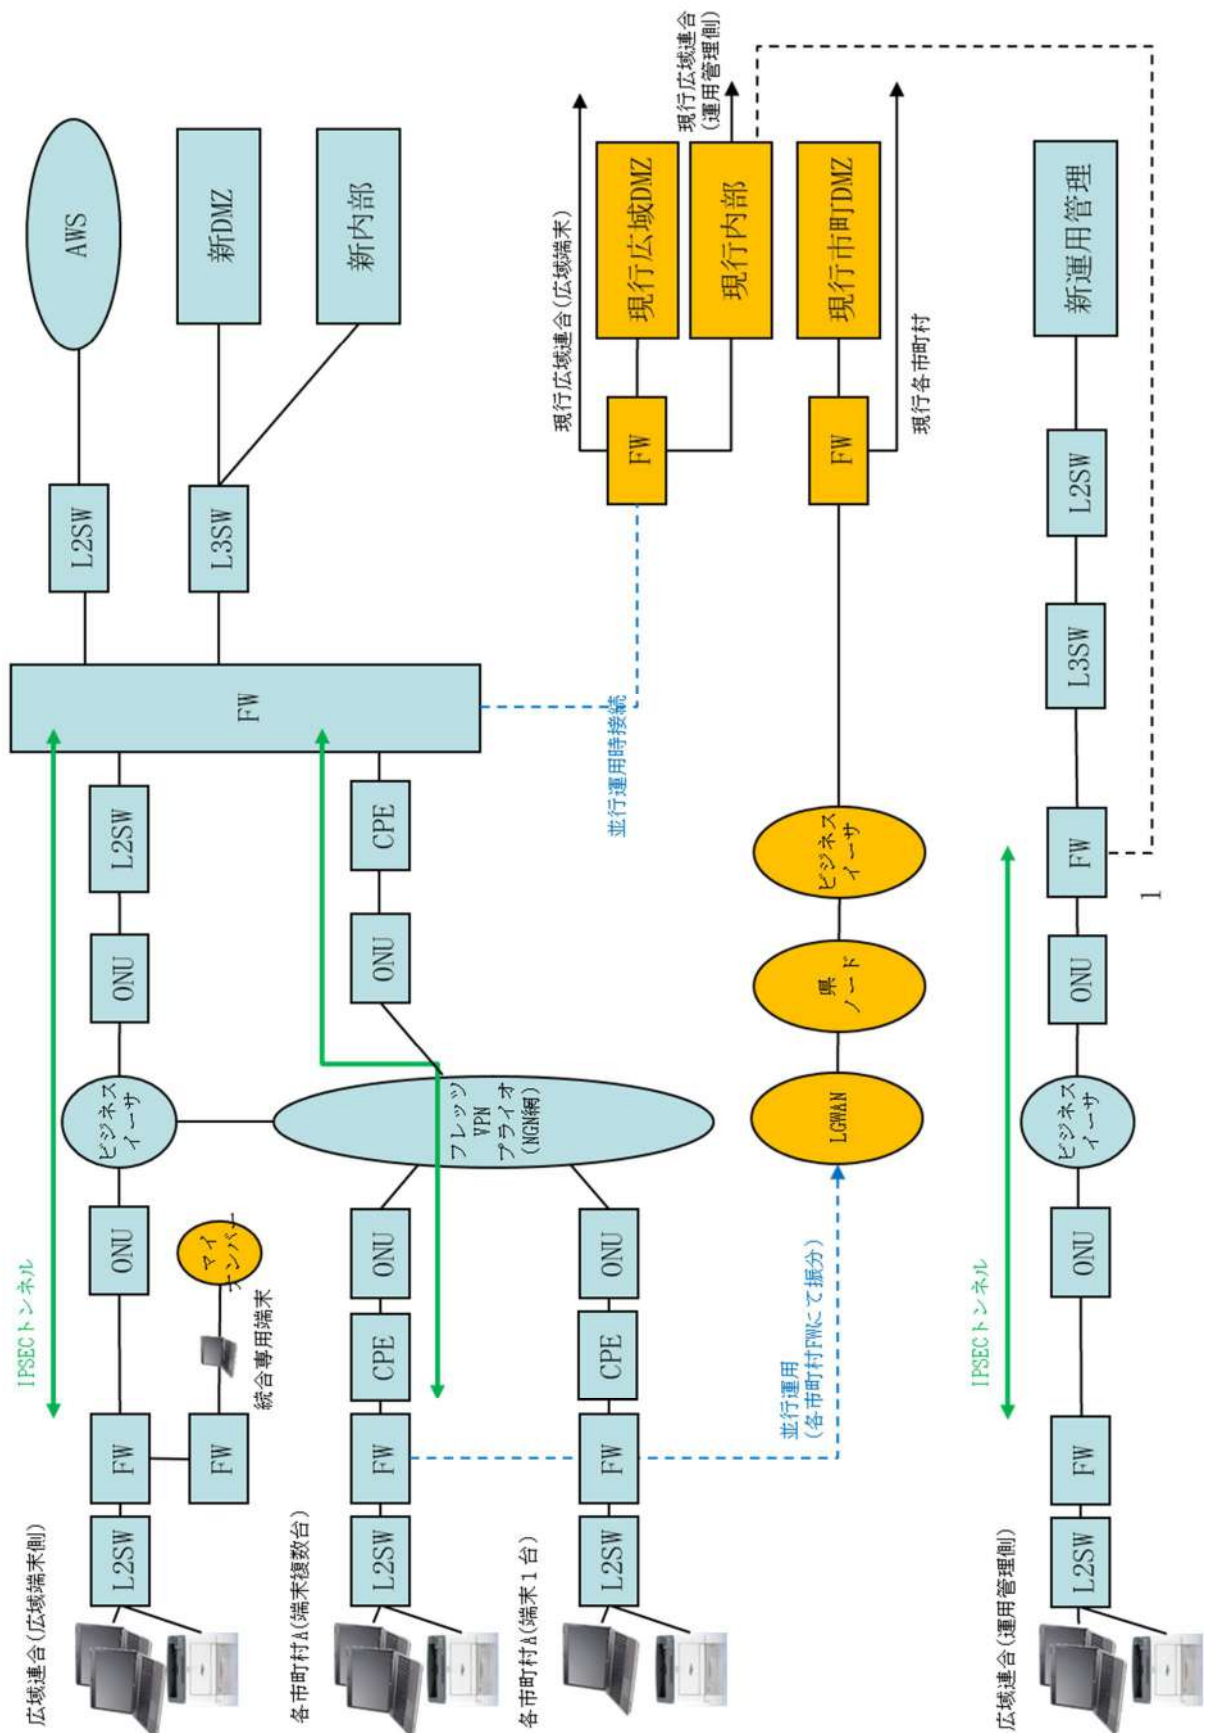 広域連合(広域端末側)
L2SW
FW
ONU
ビジネス
イーサ
ONU
L2SW
FW
L2SW
AWS
IPSECトンネル
FW
統合専用端末
マイ
ナンバー
L3SW
新DMZ
新内部
各市町村A(端末複数台)
L2SW
FW
CPE
ONU
フレッツ
VPN
プライオ
(NGN網)
ONU
CPE
各市町村A(端末1台)
L2SW
FW
CPE
ONU
並行運用時接続
現行広域連合(広域端末)
FW
現行広域DMZ
現行内部
現行広域連合
(運用管理側)
並行運用
(各市町村FWにて振分)
LGWAN
県
ノード
ビジネス
イーサ
FW
現行市町DMZ
現行各市町村
広域連合(運用管理側)
IPSECトンネル
L2SW
FW
ONU
ビジネス
イーサ
ONU
FW
L3SW
L2SW
新運用管理
1